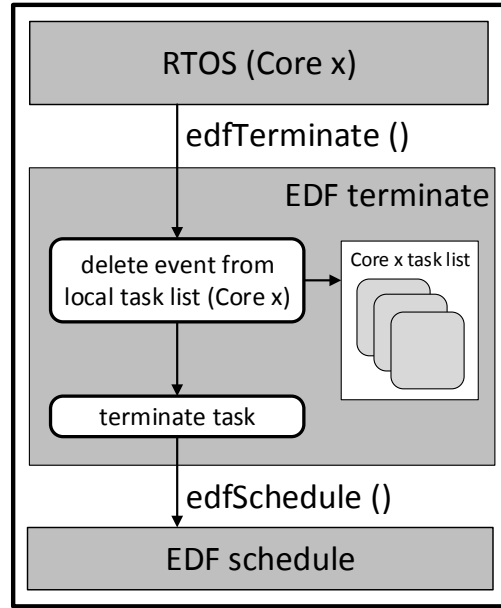 RTOS (Core x)
edfTerminate ()
EDF terminate
delete event from
local task list (Core x)
Core x task list
terminate task
edfSchedule ()
EDF schedule